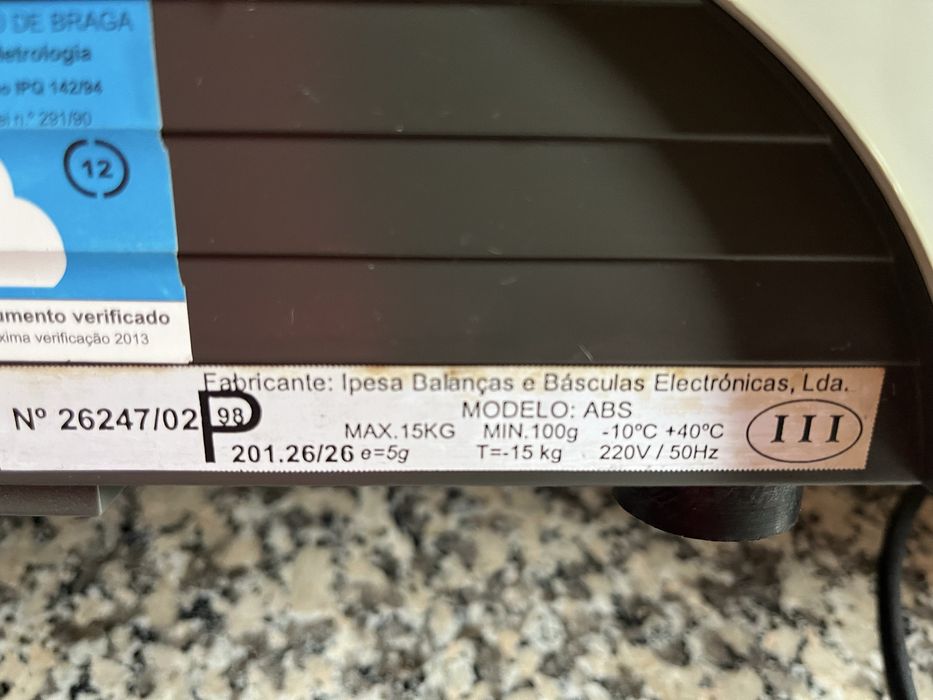 DE BRAGA
etrologia
IPQ 142/94
n.º 291/90
12
umento verificado
xima verificação 2013
Fabricante: Ipesa Balanças e Básculas Electrónicas, Lda.
Nº 26247/02 P 98 MODELO: ABS
MAX.15KG MIN.100g -10ºC +40ºC III
201.26/26 e=5g T=-15 kg 220V / 50Hz